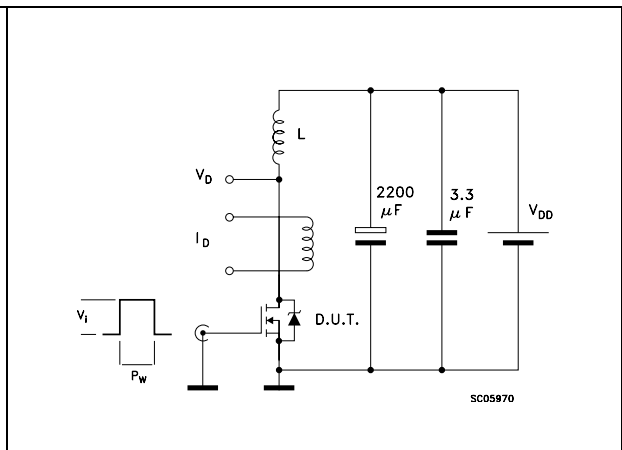 L
V_D
2200
μF
3.3
μF
V_DD
I_D
V_i
D.U.T.
P_W
SC05970